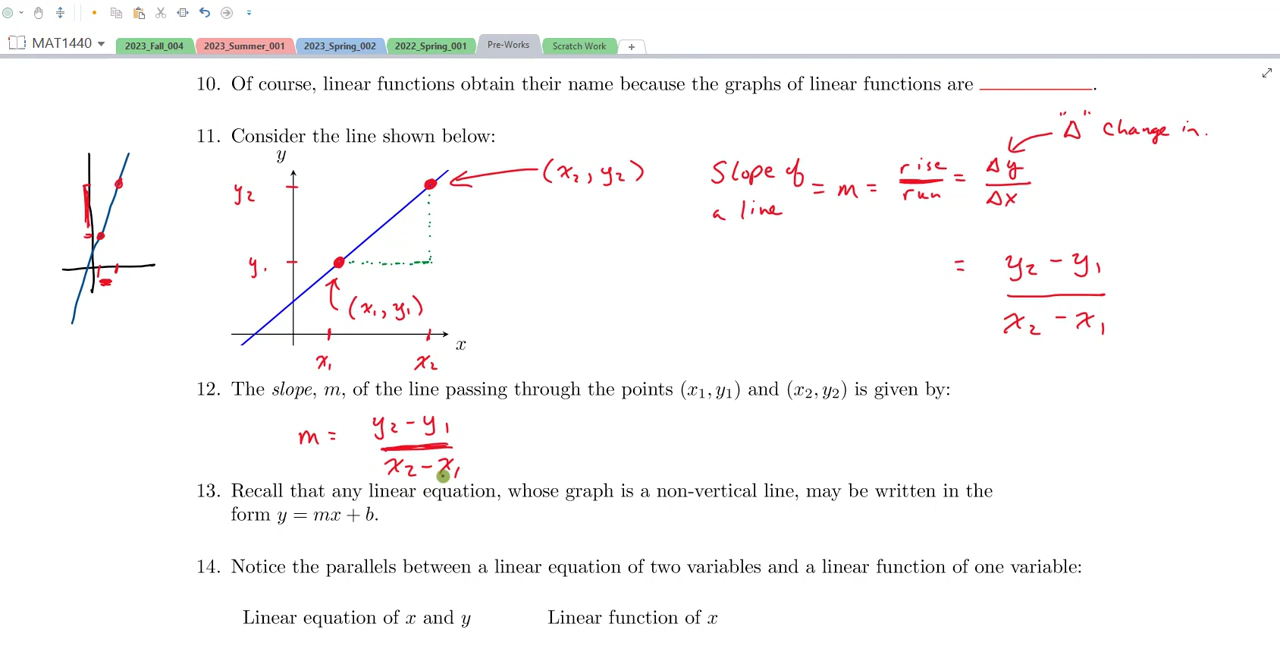 MAT1440 2023_Fall_004 2023_Summer_001 2023_Spring_002 2022_Spring_001 Pre-Works Scratch Work +
10. Of course, linear functions obtain their name because the graphs of linear functions are ____________.
"Δ" change in.
11. Consider the line shown below:
y
y₂
(x₂, y₂)
y₁
(x₁, y₁)
x₁
x₂
x
Slope of a line = m = rise/run = Δy/Δx
= (y₂ - y₁)/(x₂ - x₁)
12. The slope, m, of the line passing through the points (x₁, y₁) and (x₂, y₂) is given by:
m = (y₂ - y₁)/(x₂ - x₁)
13. Recall that any linear equation, whose graph is a non-vertical line, may be written in the
form y = mx + b.
14. Notice the parallels between a linear equation of two variables and a linear function of one variable:
Linear equation of x and y Linear function of x